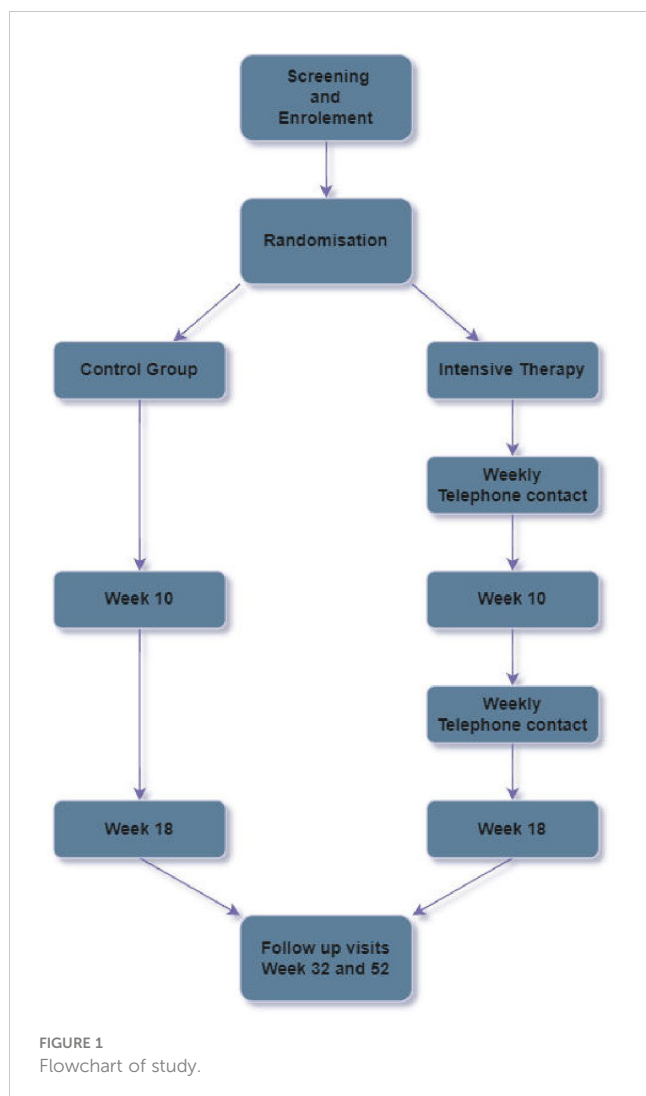 Screening
and
Enrolement
Randomisation
Control Group
Intensive Therapy
Weekly
Telephone contact
Week 10
Week 10
Weekly
Telephone contact
Week 18
Week 18
Follow up visits
Week 32 and 52
FIGURE 1
Flowchart of study.